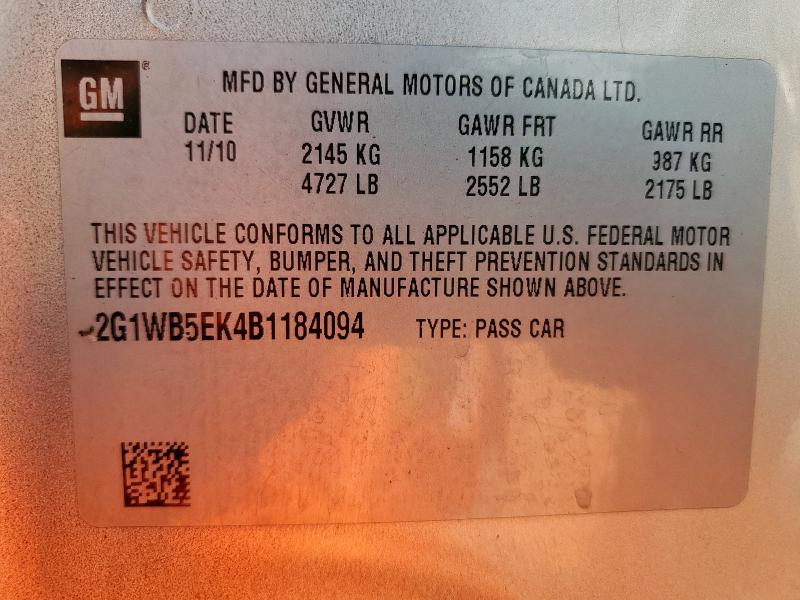 GM ®
MFD BY GENERAL MOTORS OF CANADA LTD.
DATE GVWR GAWR FRT GAWR RR
11/10 2145 KG 1158 KG 987 KG
4727 LB 2552 LB 2175 LB
THIS VEHICLE CONFORMS TO ALL APPLICABLE U.S. FEDERAL MOTOR
VEHICLE SAFETY, BUMPER, AND THEFT PREVENTION STANDARDS IN
EFFECT ON THE DATE OF MANUFACTURE SHOWN ABOVE.
2G1WB5EK4B1184094 TYPE: PASS CAR